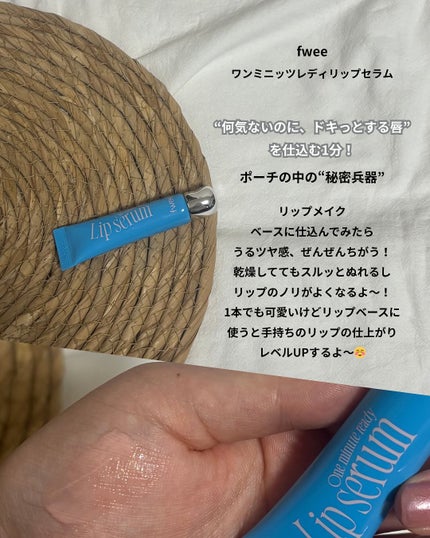 fwee
ワンミニッツレディリップセラム
“何気ないのに、ドキっとする唇”
を仕込む1分！
ポーチの中の“秘密兵器”
リップメイク
ベースに仕込んでみたら
うるツヤ感、ぜんぜんちがう！
乾燥しててもスルッとぬれるし
リップのノリがよくなるよ〜！
1本でも可愛いけどリップベースに
使うと手持ちのリップの仕上がり
レベルUPするよ〜☺️
Lip serum
fwee
One minute ready
Lip serum